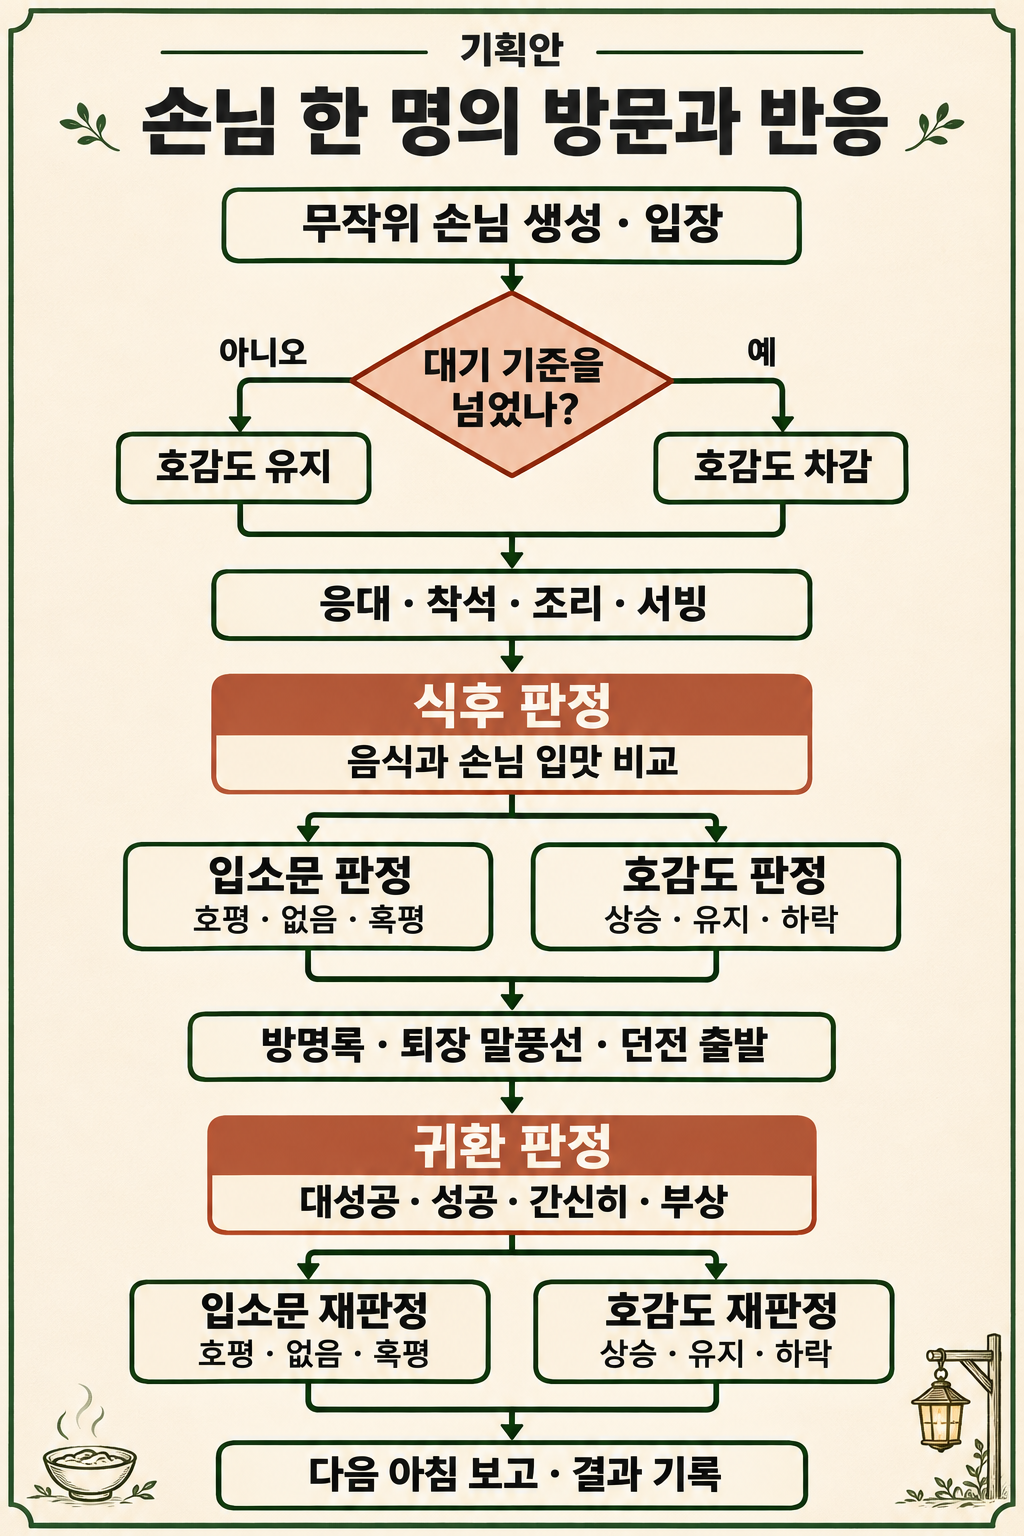 기획안
손님 한 명의 방문과 반응
무작위 손님 생성 · 입장
대기 기준을
넘었나?
아니오
예
호감도 유지
호감도 차감
응대 · 착석 · 조리 · 서빙
식후 판정
음식과 손님 입맛 비교
입소문 판정
호평 · 없음 · 혹평
호감도 판정
상승 · 유지 · 하락
방명록 · 퇴장 말풍선 · 던전 출발
귀환 판정
대성공 · 성공 · 간신히 · 부상
입소문 재판정
호평 · 없음 · 혹평
호감도 재판정
상승 · 유지 · 하락
다음 아침 보고 · 결과 기록